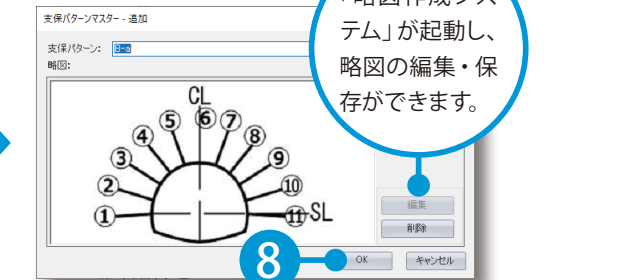 支保パターンマスター - 追加
「略図作成シス
テム」が起動し、
略図の編集・保
存ができます。
支保パターン:
B-a
略図:
CL
⑤ ⑥ ⑦
④ ⑧
③ ⑨
② ⑩
① ⑪ SL
編集
削除
8
OK
キャンセル